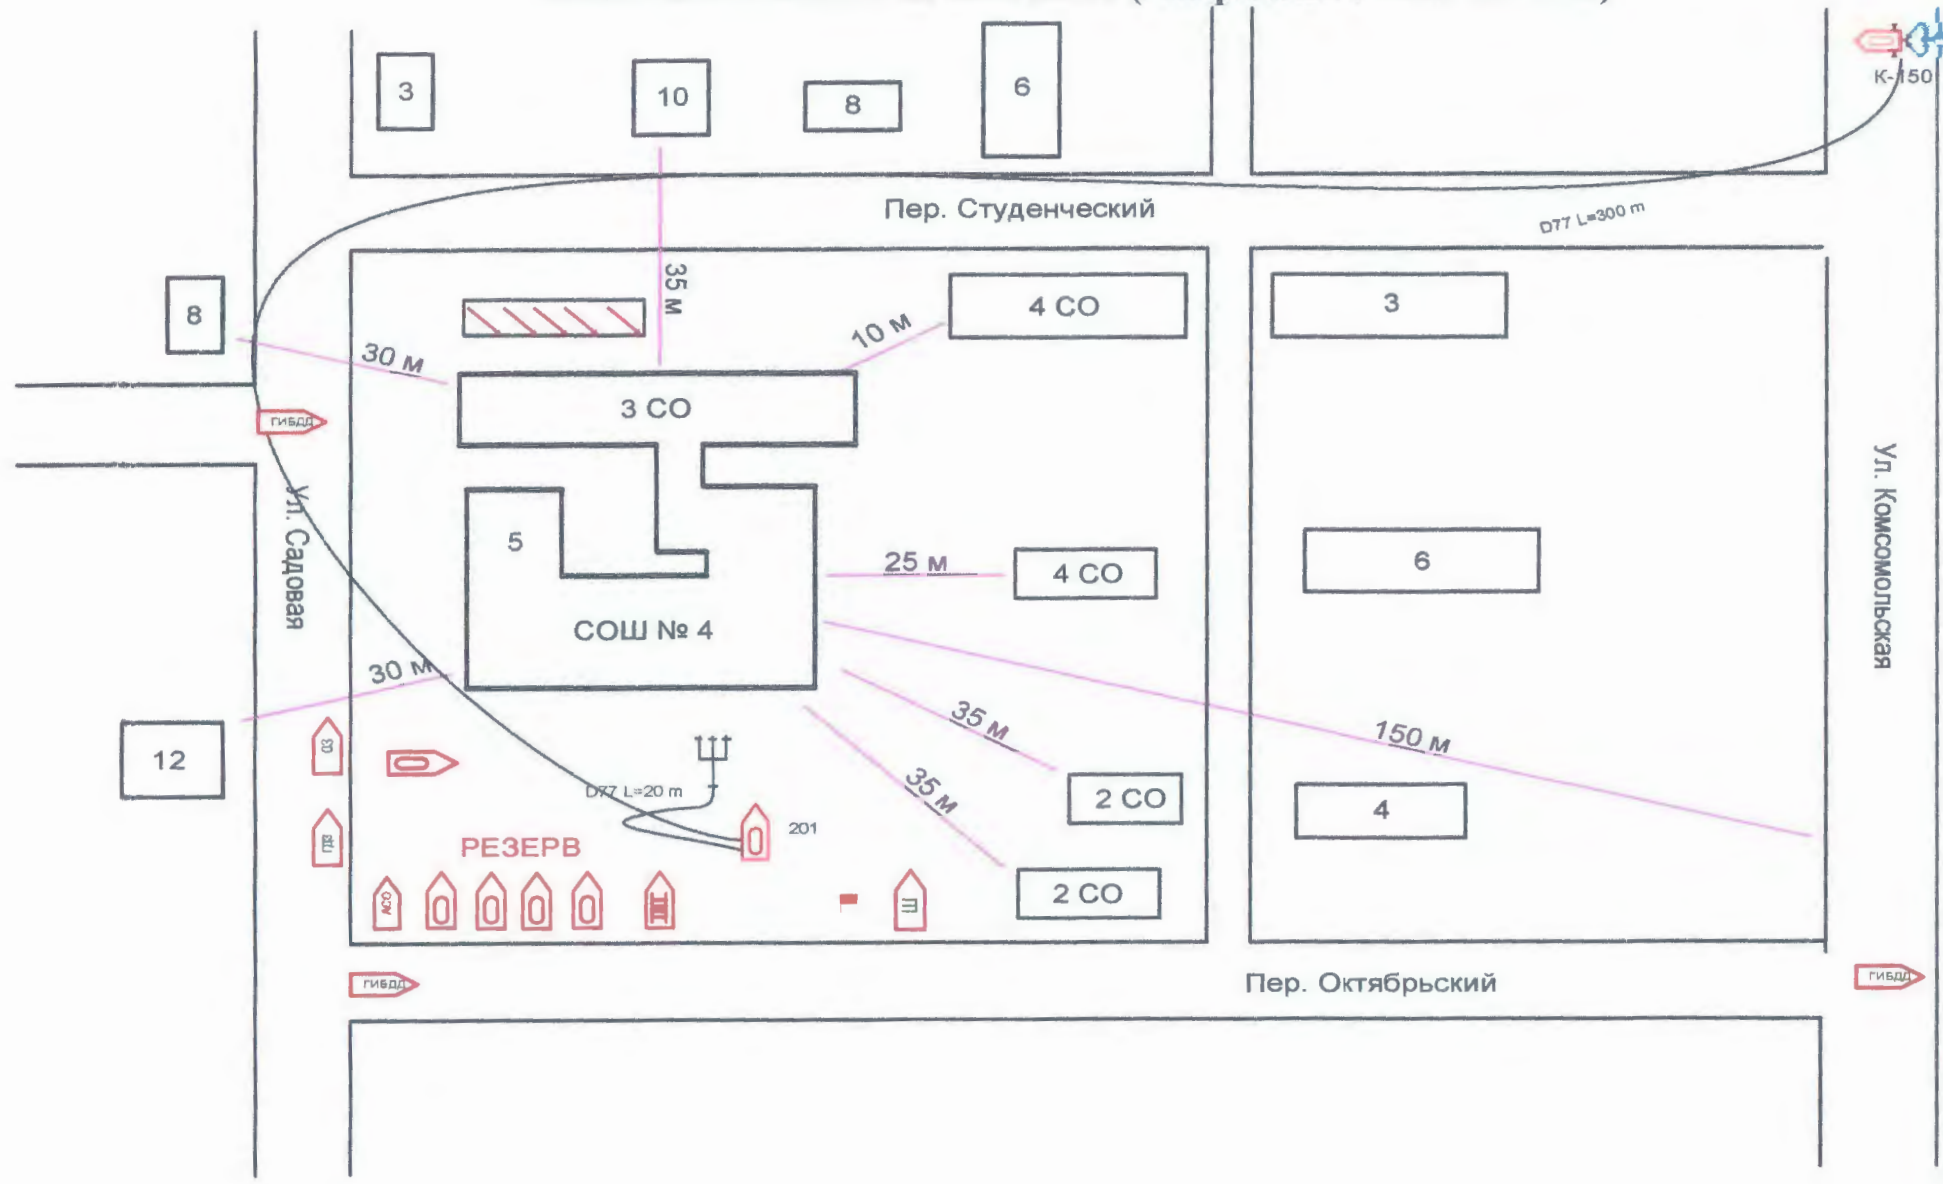 К-150
3
10
8
6
Пер. Студенческий
D77 L=300 m
8
30 м
35 м
10 м
4 СО
3
3 СО
ГИБДД
Ул. Садовая
5
25 м
4 СО
6
Ул. Комсомольская
СОШ № 4
30 м
12
03
35 м
150 м
35 м
2 СО
4
D77 L=20 m
201
РЕЗЕРВ
АСО
2 СО
ГИБДД
Пер. Октябрьский
ГИБДД